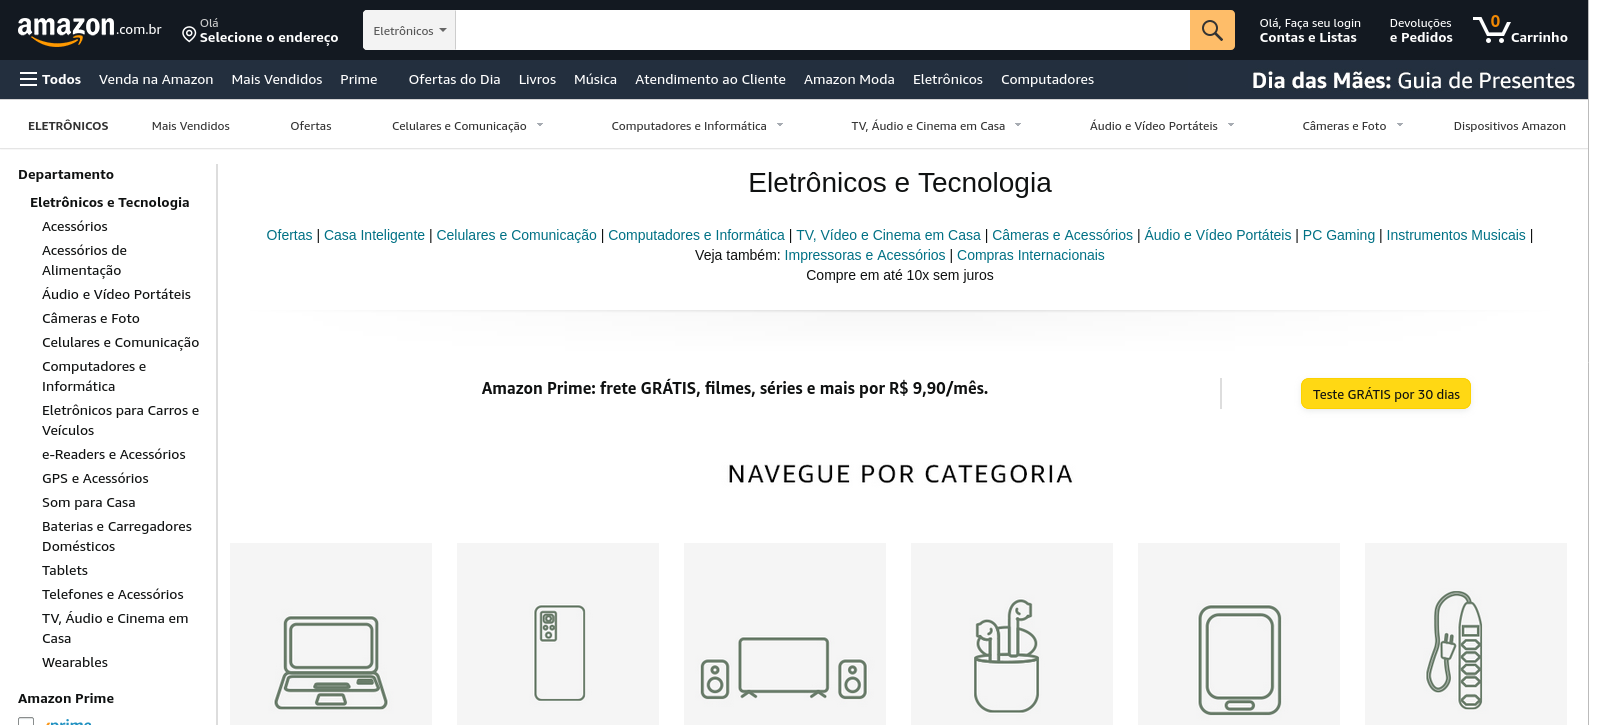 amazon.com.br
Olá
Selecione o endereço
Eletrônicos
Olá, Faça seu login
Contas e Listas
Devoluções
e Pedidos
0
Carrinho
Todos
Venda na Amazon
Mais Vendidos
Prime
Ofertas do Dia
Livros
Música
Atendimento ao Cliente
Amazon Moda
Eletrônicos
Computadores
Dia das Mães: Guia de Presentes
ELETRÔNICOS
Mais Vendidos
Ofertas
Celulares e Comunicação
Computadores e Informática
TV, Áudio e Cinema em Casa
Áudio e Vídeo Portáteis
Câmeras e Foto
Dispositivos Amazon
Departamento
Eletrônicos e Tecnologia
Acessórios
Acessórios de
Alimentação
Áudio e Vídeo Portáteis
Câmeras e Foto
Celulares e Comunicação
Computadores e
Informática
Eletrônicos para Carros e
Veículos
e-Readers e Acessórios
GPS e Acessórios
Som para Casa
Baterias e Carregadores
Domésticos
Tablets
Telefones e Acessórios
TV, Áudio e Cinema em
Casa
Wearables
Amazon Prime
prime
Eletrônicos e Tecnologia
Ofertas | Casa Inteligente | Celulares e Comunicação | Computadores e Informática | TV, Vídeo e Cinema em Casa | Câmeras e Acessórios | Áudio e Vídeo Portáteis | PC Gaming | Instrumentos Musicais |
Veja também: Impressoras e Acessórios | Compras Internacionais
Compre em até 10x sem juros
Amazon Prime: frete GRÁTIS, filmes, séries e mais por R$ 9,90/mês.
Teste GRÁTIS por 30 dias
NAVEGUE POR CATEGORIA